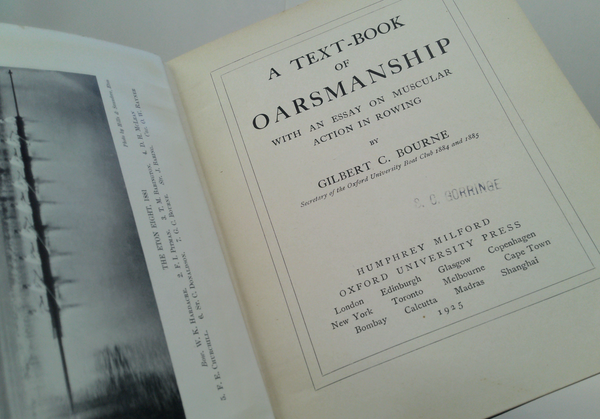 A TEXT-BOOK
OF
OARSMANSHIP
WITH AN ESSAY ON MUSCULAR
ACTION IN ROWING
BY
GILBERT C. BOURNE
Secretary of the Oxford University Boat Club 1884 and 1885
C. O. BORRINGE
HUMPHREY MILFORD
OXFORD UNIVERSITY PRESS
London Edinburgh Glasgow Copenhagen
New York Toronto Melbourne Cape Town
Bombay Calcutta Madras Shanghai
1925
THE ETON EIGHT, 1881